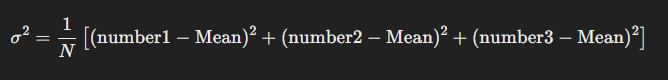 σ² = 1/N [(number1 − Mean)² + (number2 − Mean)² + (number3 − Mean)²]